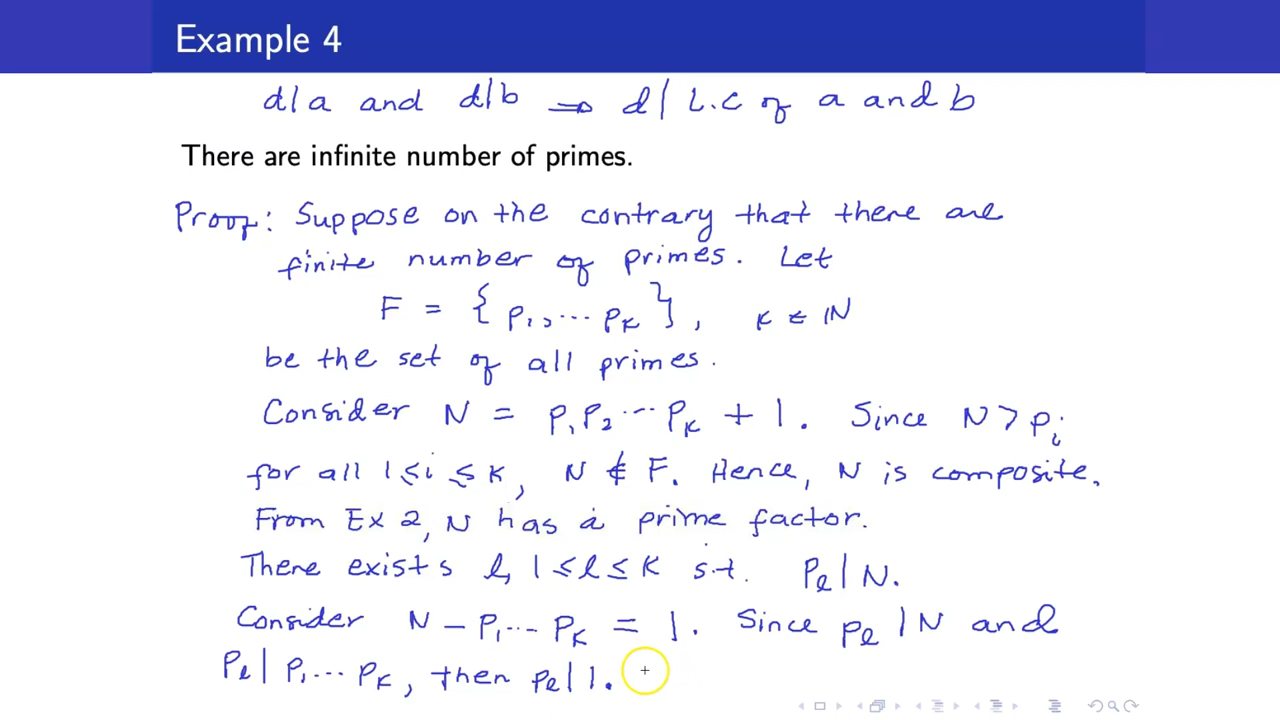 Example 4
d|a and d|b ⇒ d| L.C of a and b
There are infinite number of primes.
Proof: Suppose on the contrary that there are
finite number of primes. Let
F = { p₁, ... pₖ }, k ∈ ℕ
be the set of all primes.
Consider N = p₁p₂ ... pₖ + 1. Since N > pᵢ
for all 1 ≤ i ≤ k, N ∉ F. Hence, N is composite.
From Ex 2, N has a prime factor.
There exists l, 1 ≤ l ≤ k s.t. pₗ | N.
Consider N − p₁ ... pₖ = 1. Since pₗ | N and
pₗ | p₁ ... pₖ, then pₗ | 1.